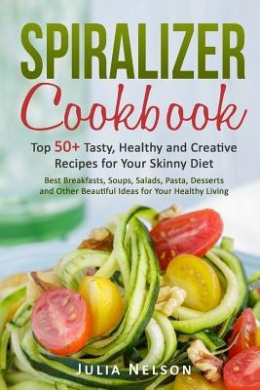 SPIRALIZER
Cookbook
Top 50+ Tasty, Healthy and Creative
Recipes for Your Skinny Diet
Best Breakfasts, Soups, Salads, Pasta, Desserts
and Other Beautiful Ideas for Your Healthy Living
Julia Nelson